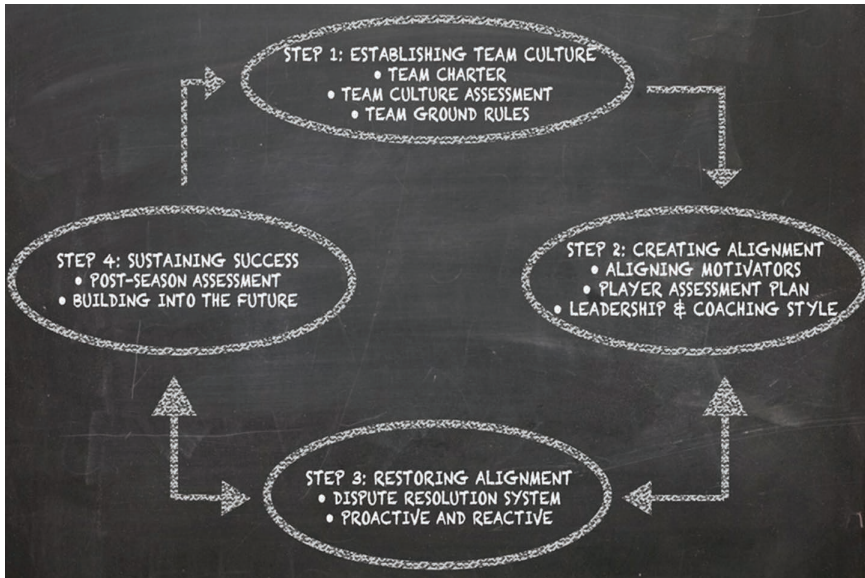 STEP 1: ESTABLISHING TEAM CULTURE
• TEAM CHARTER
• TEAM CULTURE ASSESSMENT
• TEAM GROUND RULES
STEP 2: CREATING ALIGNMENT
• ALIGNING MOTIVATORS
• PLAYER ASSESSMENT PLAN
• LEADERSHIP & COACHING STYLE
STEP 3: RESTORING ALIGNMENT
• DISPUTE RESOLUTION SYSTEM
• PROACTIVE AND REACTIVE
STEP 4: SUSTAINING SUCCESS
• POST-SEASON ASSESSMENT
• BUILDING INTO THE FUTURE